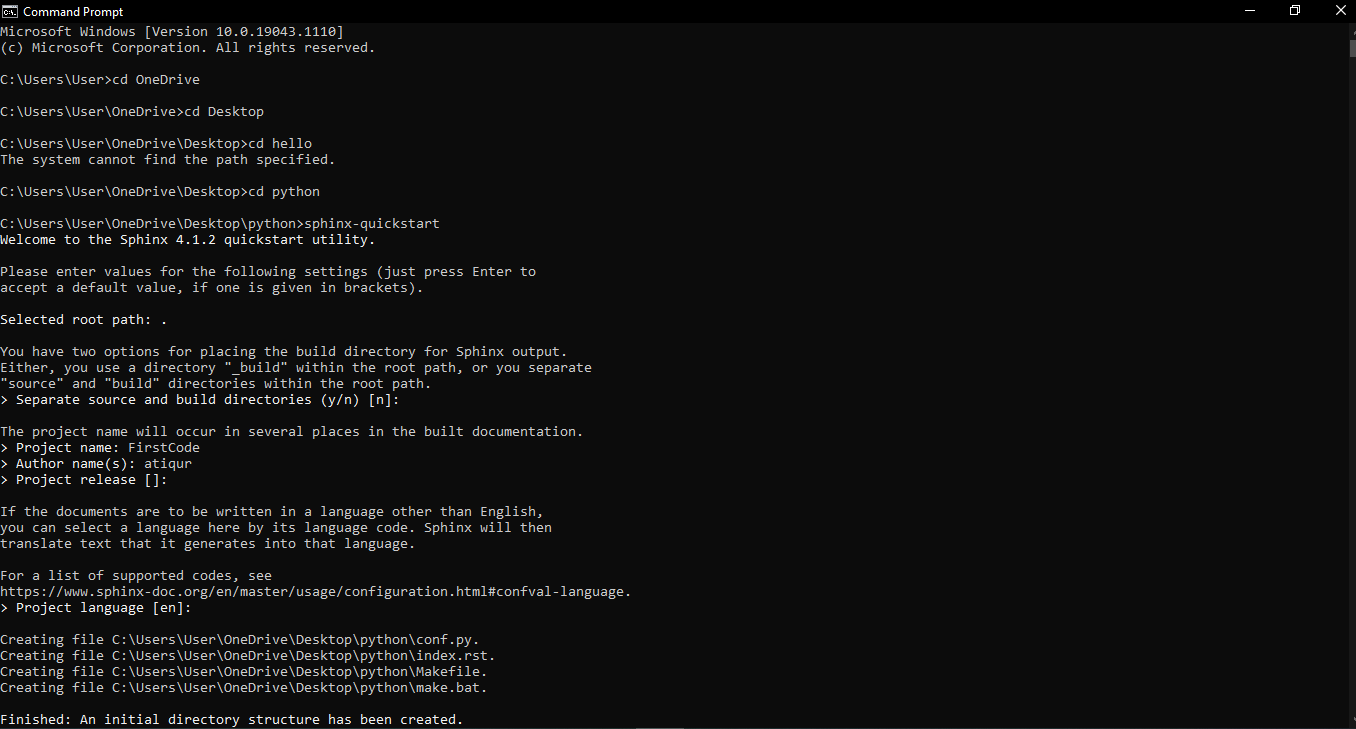 Command Prompt
Microsoft Windows [Version 10.0.19043.1110]
(c) Microsoft Corporation. All rights reserved.
C:\Users\User>cd OneDrive
C:\Users\User\OneDrive>cd Desktop
C:\Users\User\OneDrive\Desktop>cd hello
The system cannot find the path specified.
C:\Users\User\OneDrive\Desktop>cd python
C:\Users\User\OneDrive\Desktop\python>sphinx-quickstart
Welcome to the Sphinx 4.1.2 quickstart utility.
Please enter values for the following settings (just press Enter to
accept a default value, if one is given in brackets).
Selected root path: .
You have two options for placing the build directory for Sphinx output.
Either, you use a directory "_build" within the root path, or you separate
"source" and "build" directories within the root path.
> Separate source and build directories (y/n) [n]:
The project name will occur in several places in the built documentation.
> Project name: FirstCode
> Author name(s): atiqur
> Project release []:
If the documents are to be written in a language other than English,
you can select a language here by its language code. Sphinx will then
translate text that it generates into that language.
For a list of supported codes, see
https://www.sphinx-doc.org/en/master/usage/configuration.html#confval-language.
> Project language [en]:
Creating file C:\Users\User\OneDrive\Desktop\python\conf.py.
Creating file C:\Users\User\OneDrive\Desktop\python\index.rst.
Creating file C:\Users\User\OneDrive\Desktop\python\Makefile.
Creating file C:\Users\User\OneDrive\Desktop\python\make.bat.
Finished: An initial directory structure has been created.